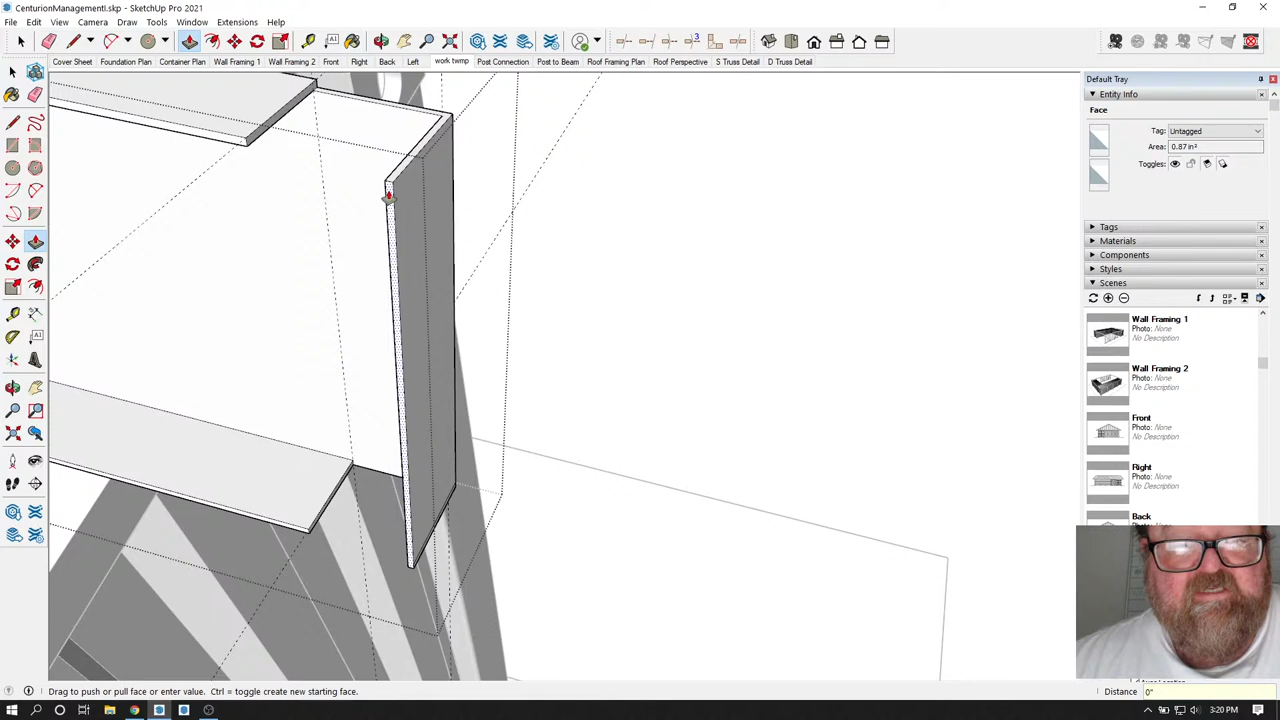 CenturionManagementI.skp - SketchUp Pro 2021
File Edit View Camera Draw Tools Window Extensions Help
3
Cover Sheet Foundation Plan Container Plan Wall Framing 1 Wall Framing 2 Front Right Back Left work twmp Post Connection Post to Beam Roof Framing Plan Roof Perspective S Truss Detail D Truss Detail
Default Tray
Entity Info
Face
Tag: Untagged
Area: 0.87 in²
Toggles:
Tags
Materials
Components
Styles
Scenes
Wall Framing 1
Photo: None
No Description
Wall Framing 2
Photo: None
No Description
Front
Photo: None
No Description
Right
Photo: None
No Description
Back
Drag to push or pull face or enter value. Ctrl = toggle create new starting face.
Distance 0"
3:20 PM